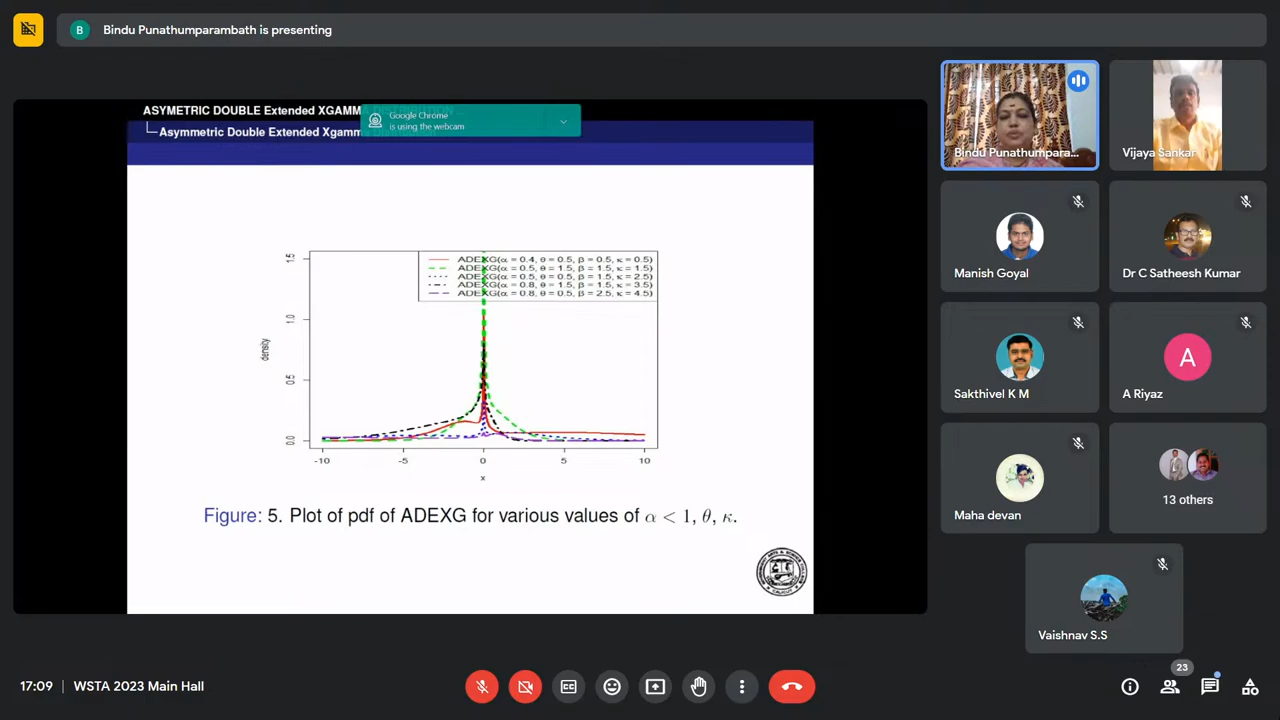 B
Bindu Punathumparambath is presenting
ASYMETRIC DOUBLE Extended XGAMMA DISTRIBUTION
Asymmetric Double Extended Xgamma
Google Chrome
is using the webcam
ADEXG(α = 0.4, θ = 0.5, β = 0.5, κ = 0.5)
ADEXG(α = 0.5, θ = 1.5, β = 1.5, κ = 1.5)
ADEXG(α = 0.5, θ = 0.5, β = 1.5, κ = 2.5)
ADEXG(α = 0.8, θ = 1.5, β = 1.5, κ = 3.5)
ADEXG(α = 0.8, θ = 0.5, β = 2.5, κ = 4.5)
1.5
1.0
0.5
0.0
density
-10
-5
0
5
10
x
Figure: 5. Plot of pdf of ADEXG for various values of α < 1, θ, κ.
CALICUT
Bindu Punathumpara...
Vijaya Sankar
Manish Goyal
Dr C Satheesh Kumar
Sakthivel K M
A
A Riyaz
Maha devan
13 others
Vaishnav S.S
17:09 | WSTA 2023 Main Hall
CC
23